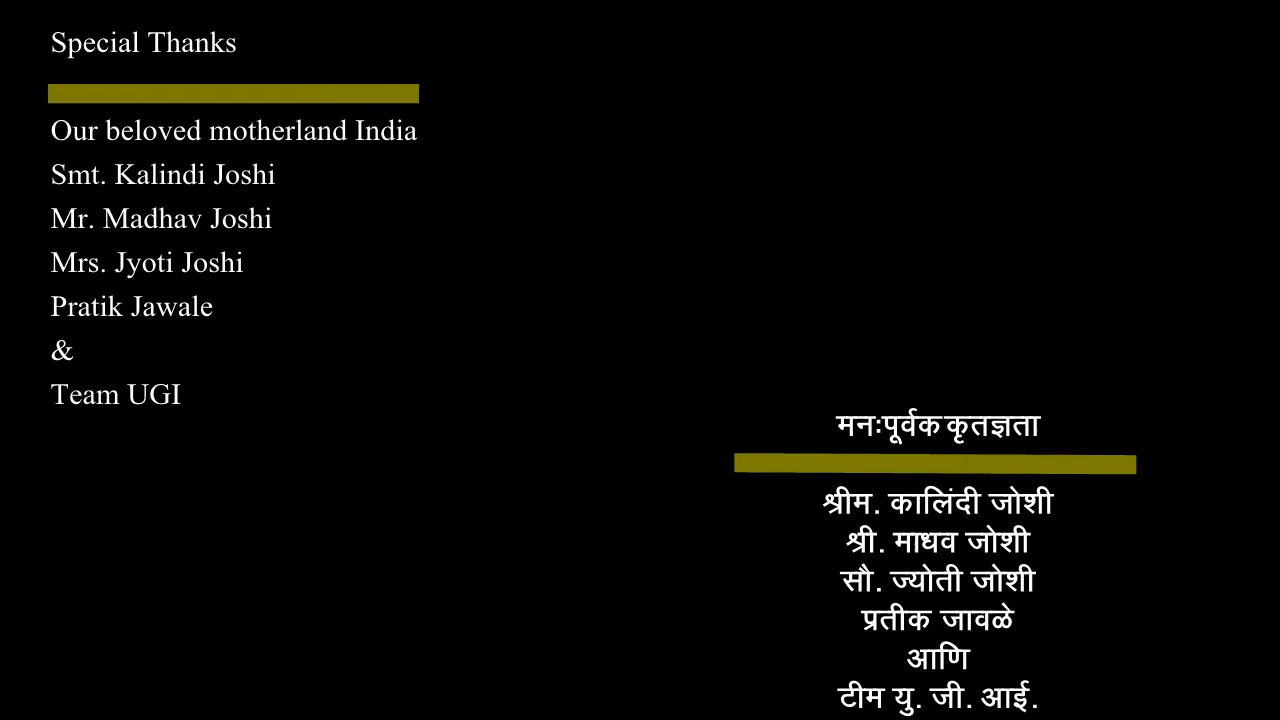 Special Thanks
Our beloved motherland India
Smt. Kalindi Joshi
Mr. Madhav Joshi
Mrs. Jyoti Joshi
Pratik Jawale
&
Team UGI
मनःपूर्वक कृतज्ञता
श्रीम. कालिंदी जोशी
श्री. माधव जोशी
सौ. ज्योती जोशी
प्रतीक जावळे
आणि
टीम यु. जी. आई.